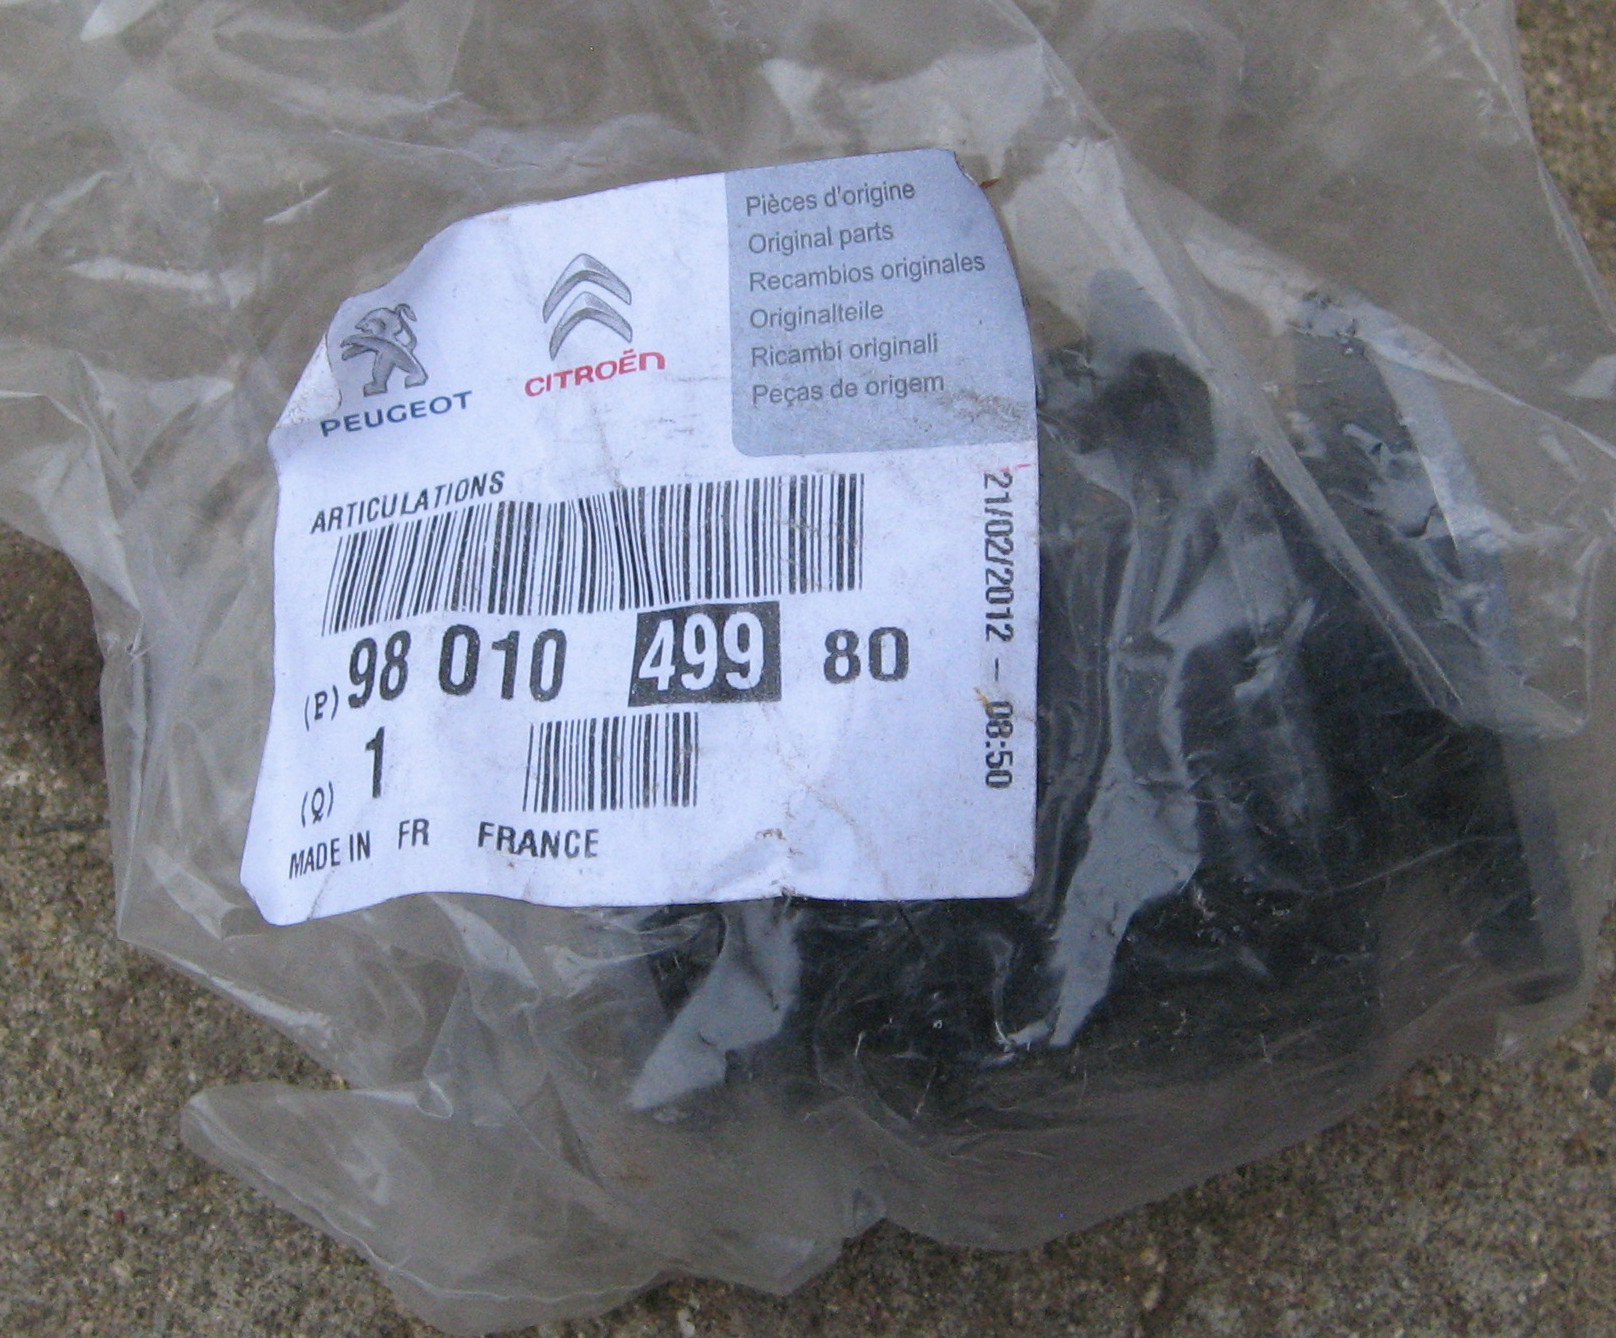 PEUGEOT
CITROËN
Pièces d'origine
Original parts
Recambios originales
Originalteile
Ricambi originali
Peças de origem
ARTICULATIONS
(P) 98 010 499 80
(Q) 1
MADE IN FR FRANCE
21/02/2012 - 08:50